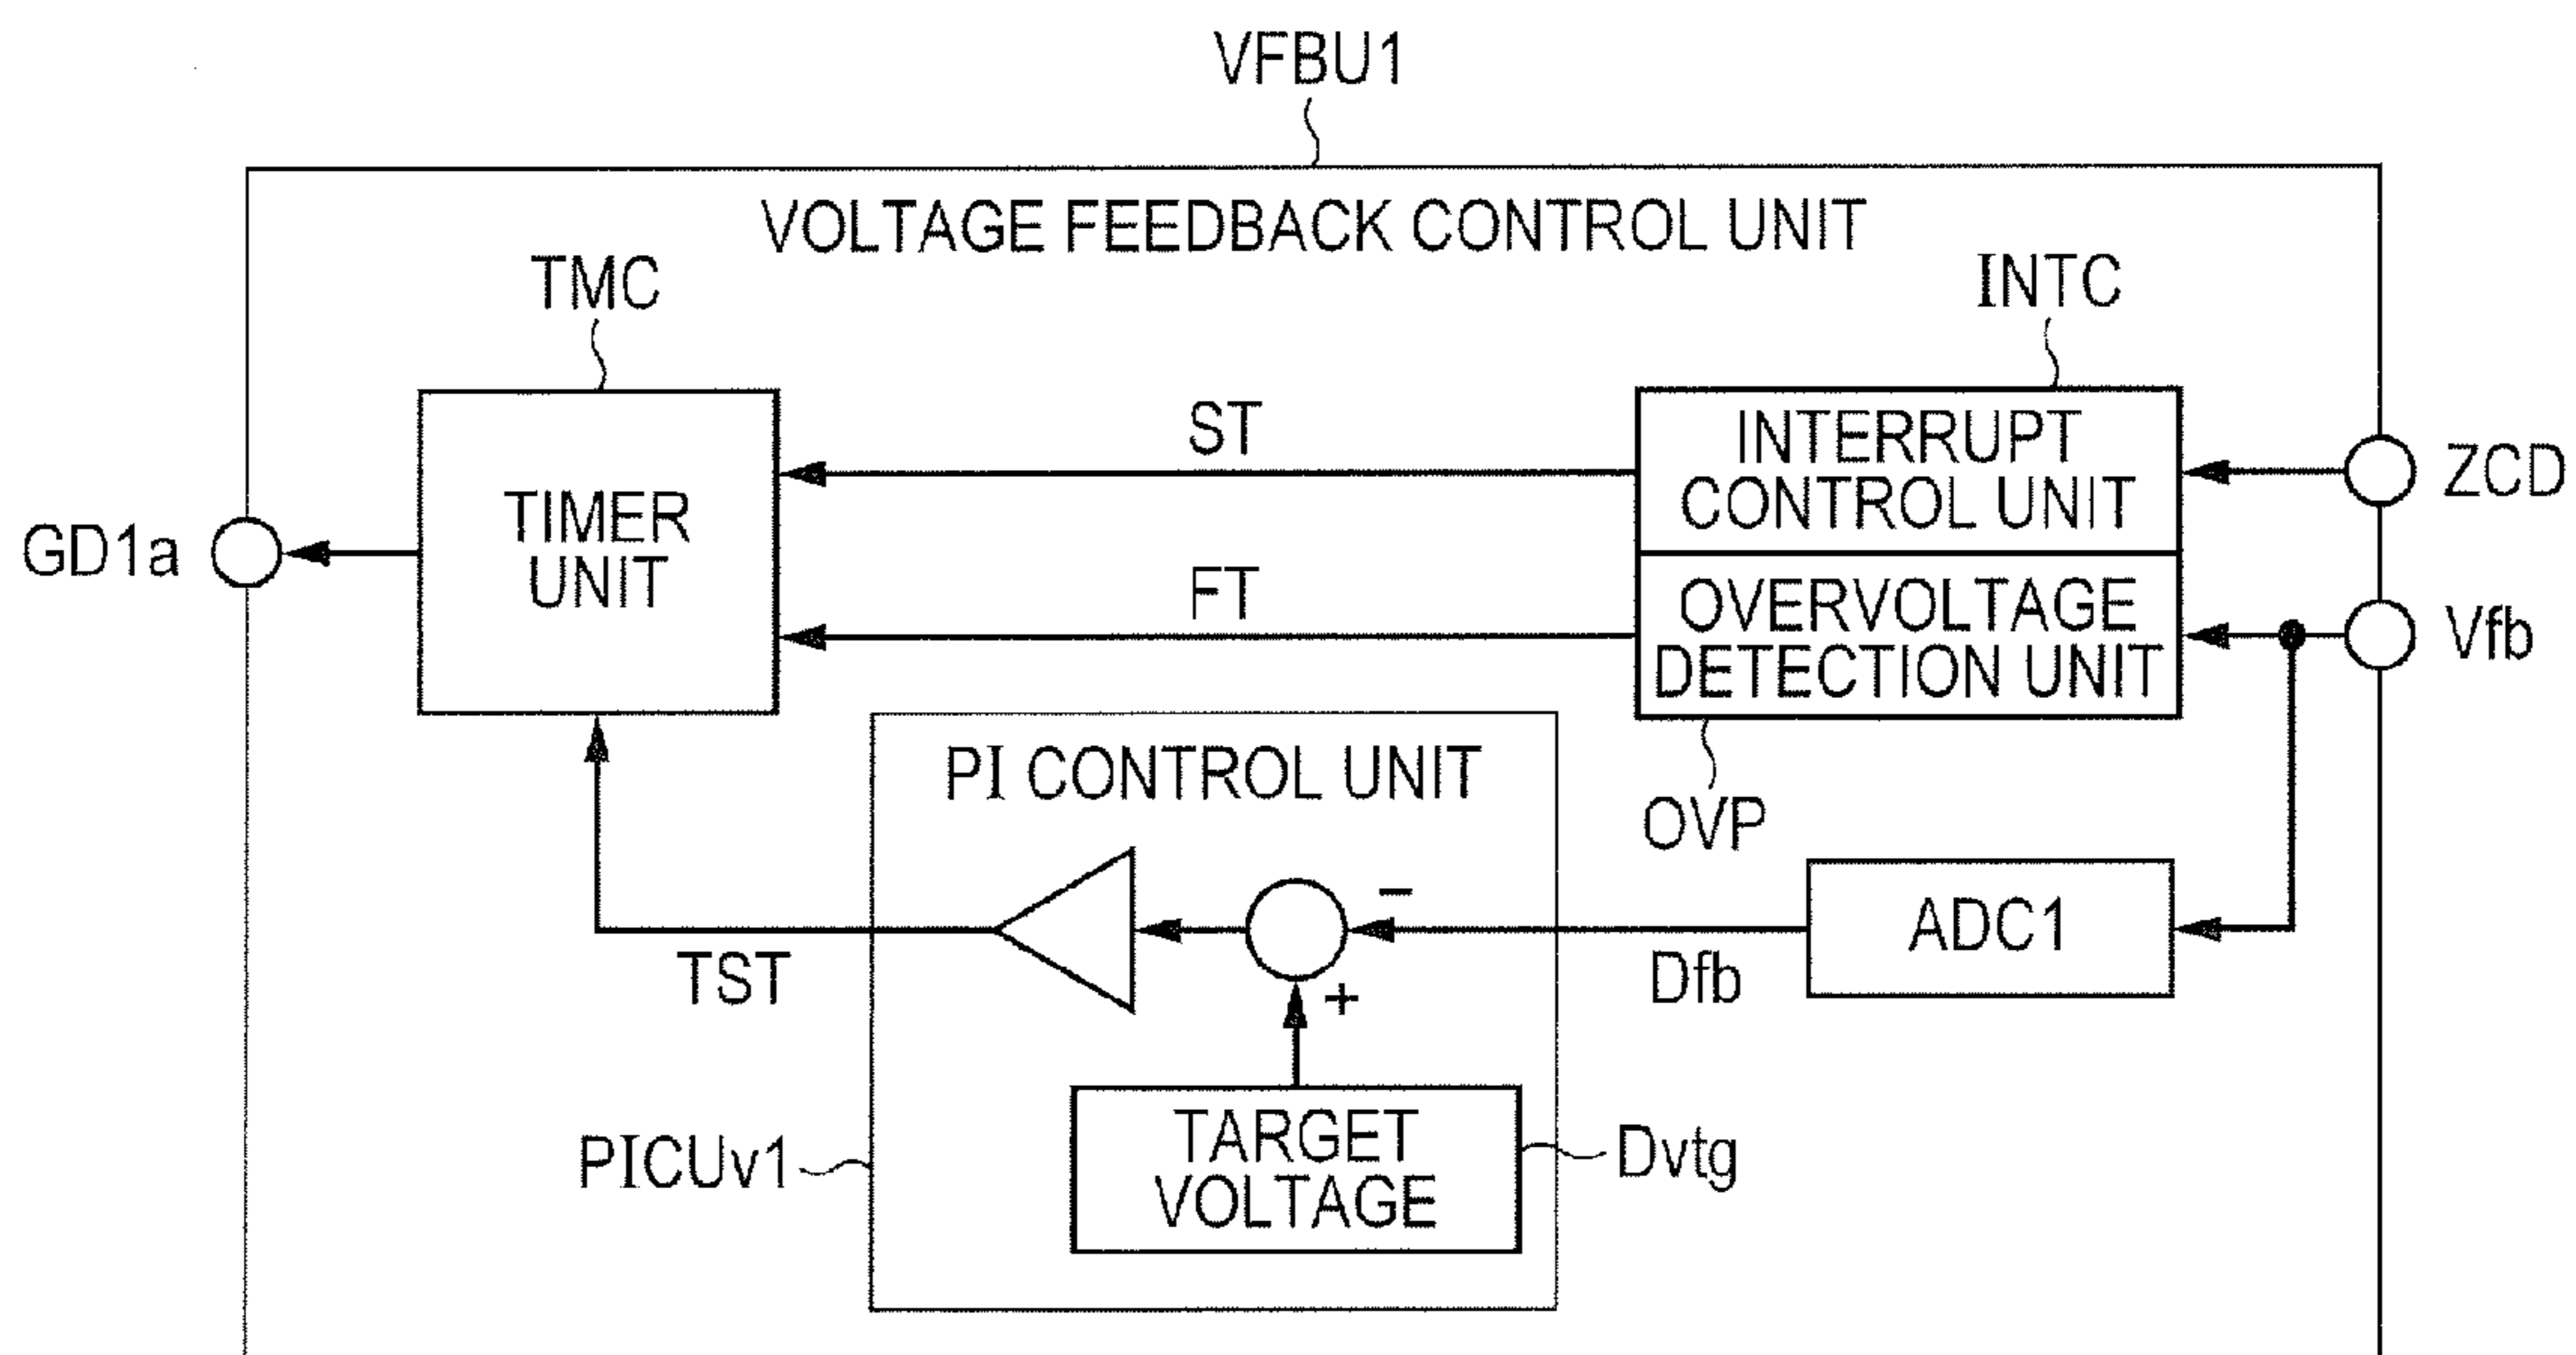 VFBU1
VOLTAGE FEEDBACK CONTROL UNIT
TMC
INTC
TIMER
UNIT
ST
INTERRUPT
CONTROL UNIT
ZCD
GD1a
FT
OVERVOLTAGE
DETECTION UNIT
Vfb
PI CONTROL UNIT
OVP
TST
−
+
Dfb
ADC1
PICUv1
TARGET
VOLTAGE
Dvtg